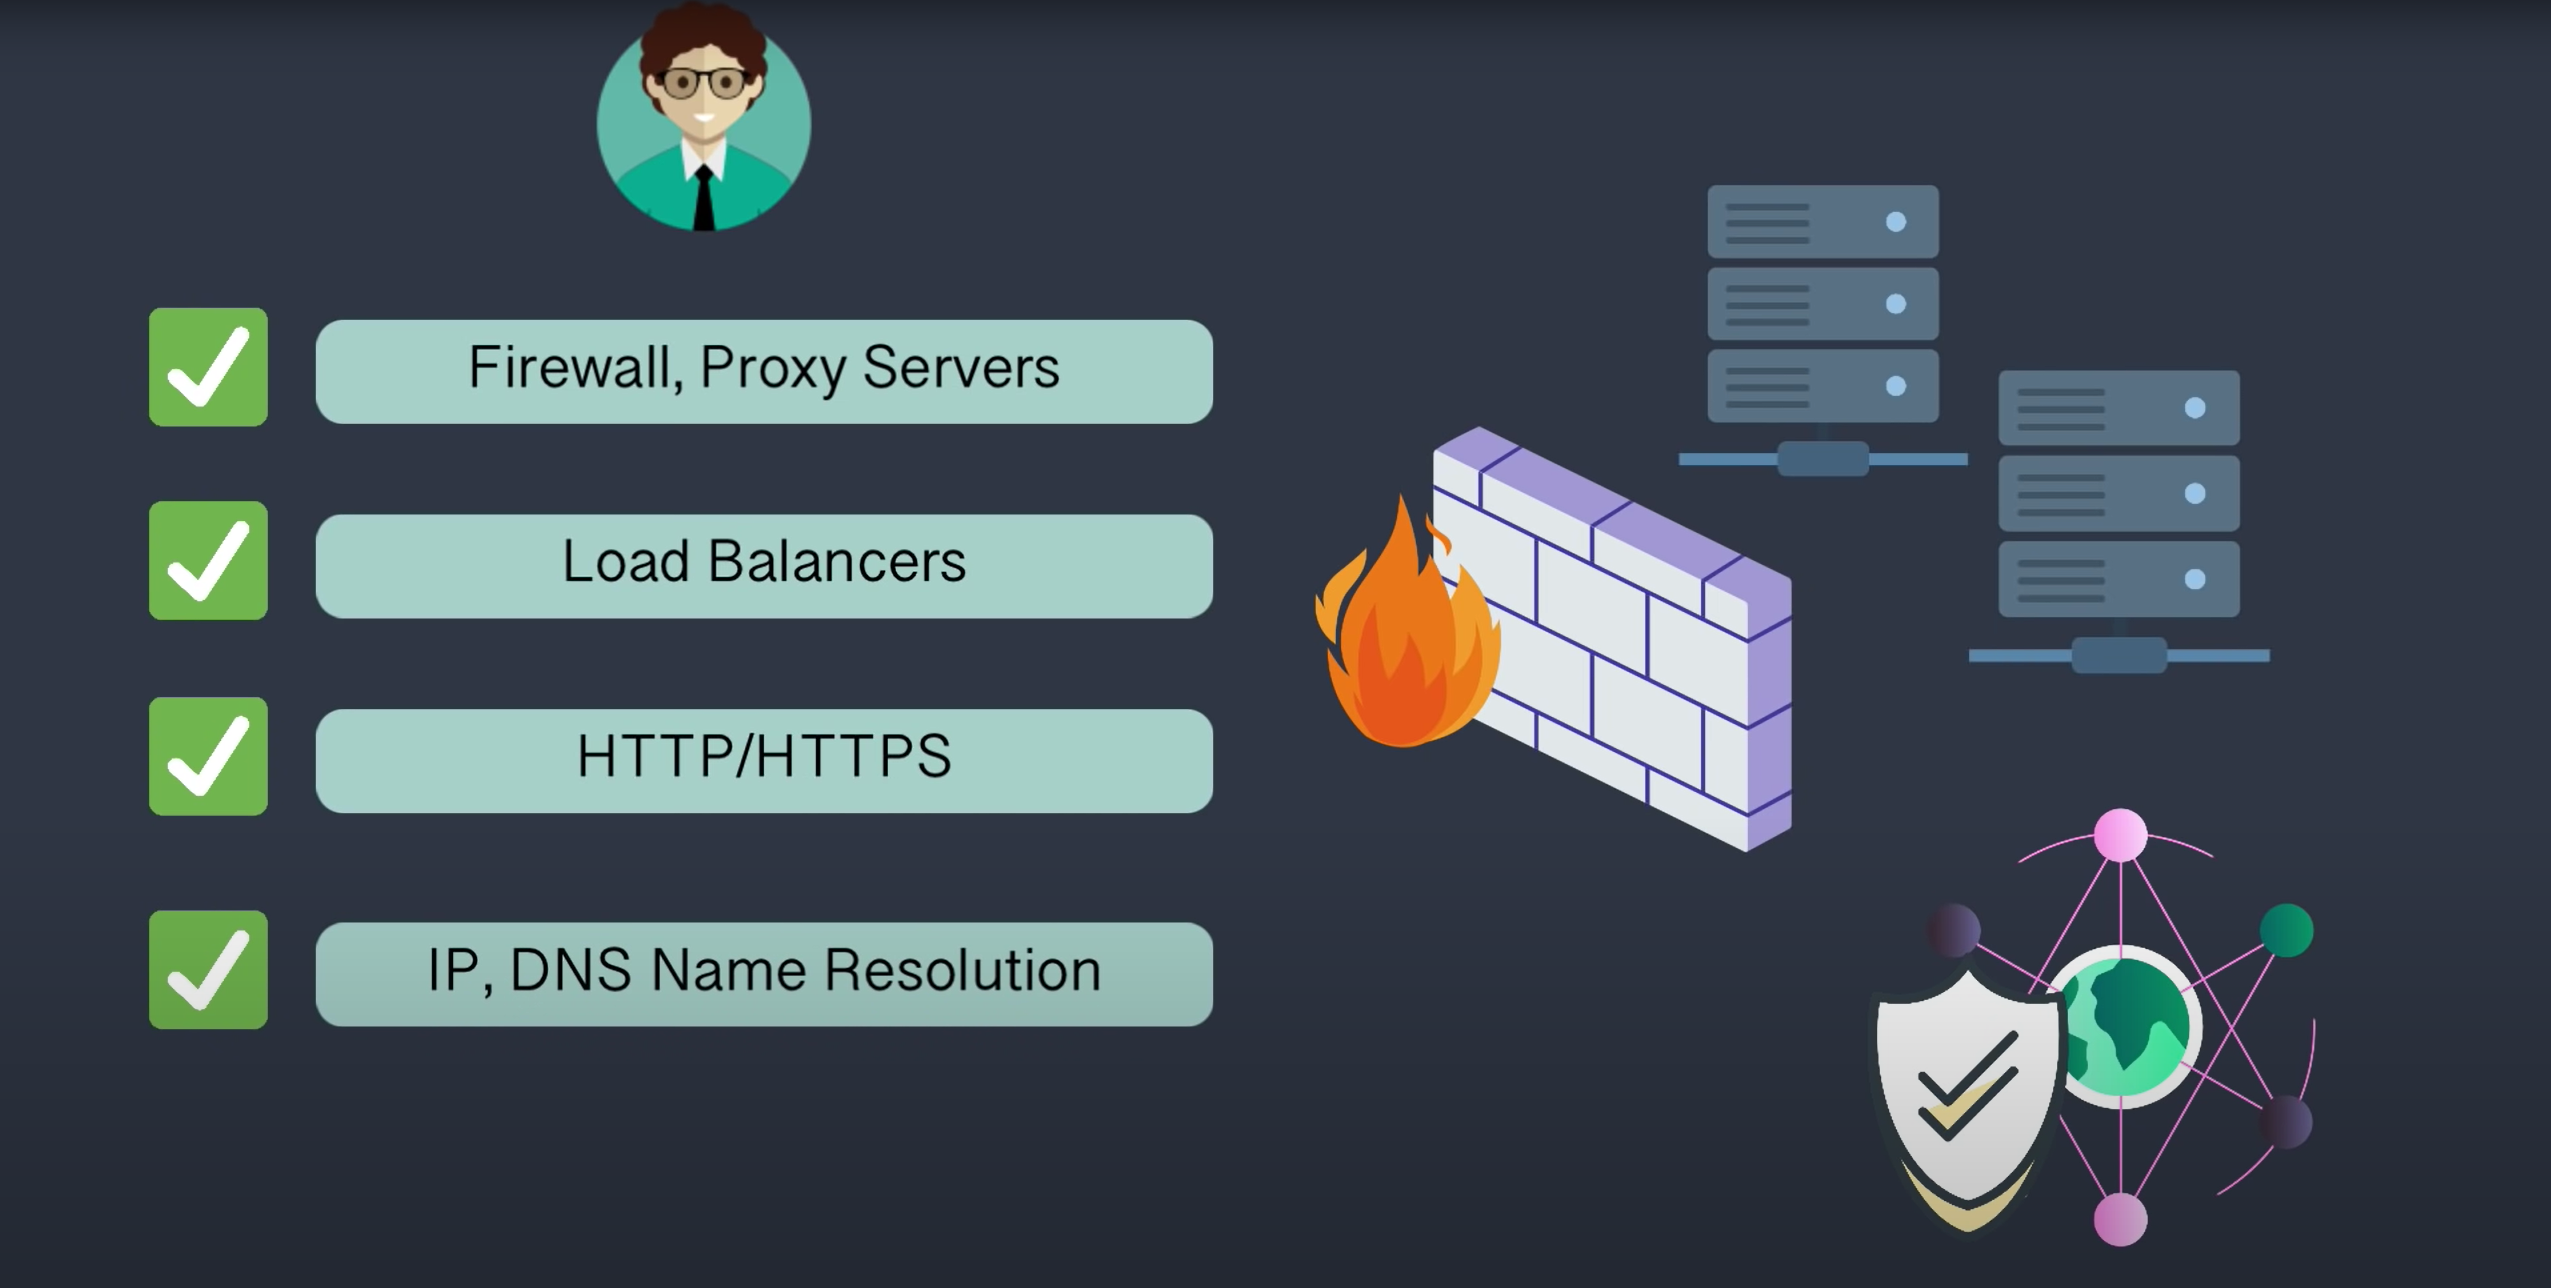 Firewall, Proxy Servers
Load Balancers
HTTP/HTTPS
IP, DNS Name Resolution